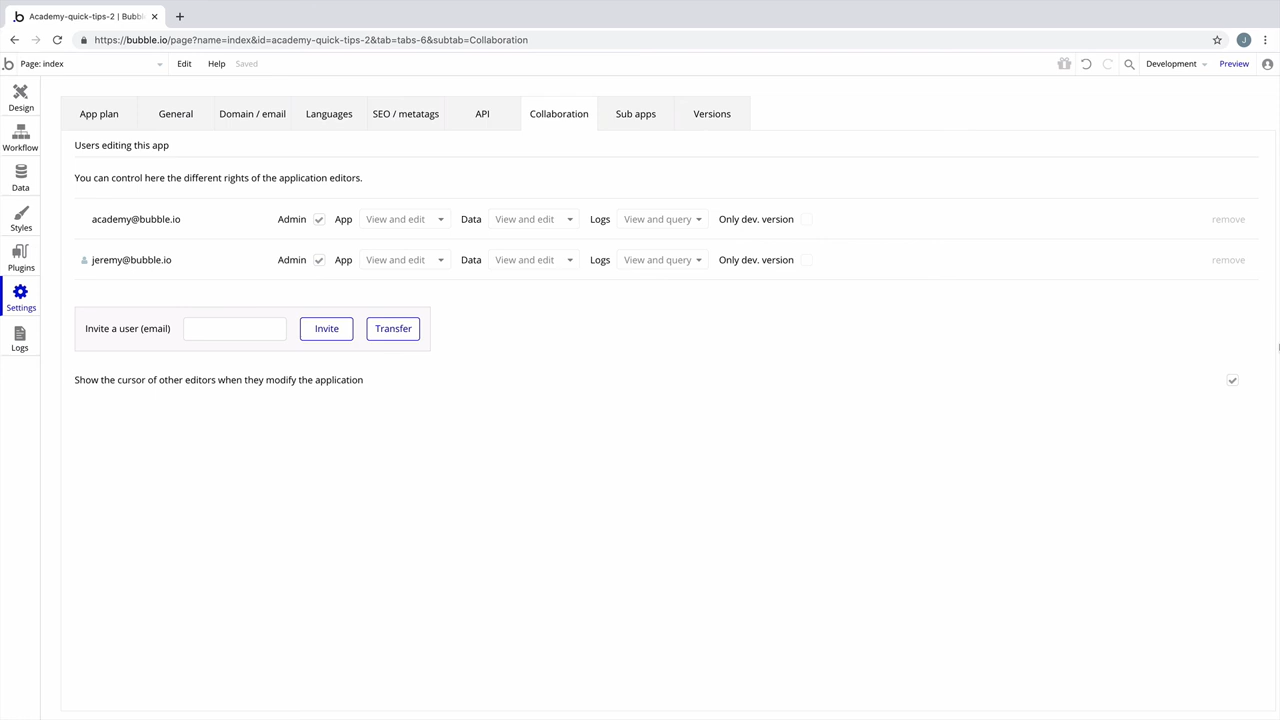 Academy-quick-tips-2 | Bubble
https://bubble.io/page?name=index&id=academy-quick-tips-2&tab=tabs-6&subtab=Collaboration
J
Page: index Edit Help Saved Development Preview
Design
Workflow
Data
Styles
Plugins
Settings
Logs
App plan General Domain / email Languages SEO / metatags API Collaboration Sub apps Versions
Users editing this app
You can control here the different rights of the application editors.
academy@bubble.io Admin App View and edit Data View and edit Logs View and query Only dev. version remove
jeremy@bubble.io Admin App View and edit Data View and edit Logs View and query Only dev. version remove
Invite a user (email) Invite Transfer
Show the cursor of other editors when they modify the application